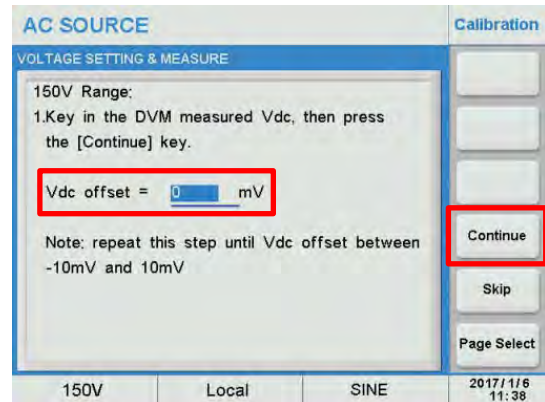 AC SOURCE
Calibration
VOLTAGE SETTING & MEASURE
150V Range:
1.Key in the DVM measured Vdc, then press
the [Continue] key.
Vdc offset = 0 mV
Note: repeat this step until Vdc offset between
-10mV and 10mV
Continue
Skip
Page Select
150V Local SINE
2017/1/6
11:38